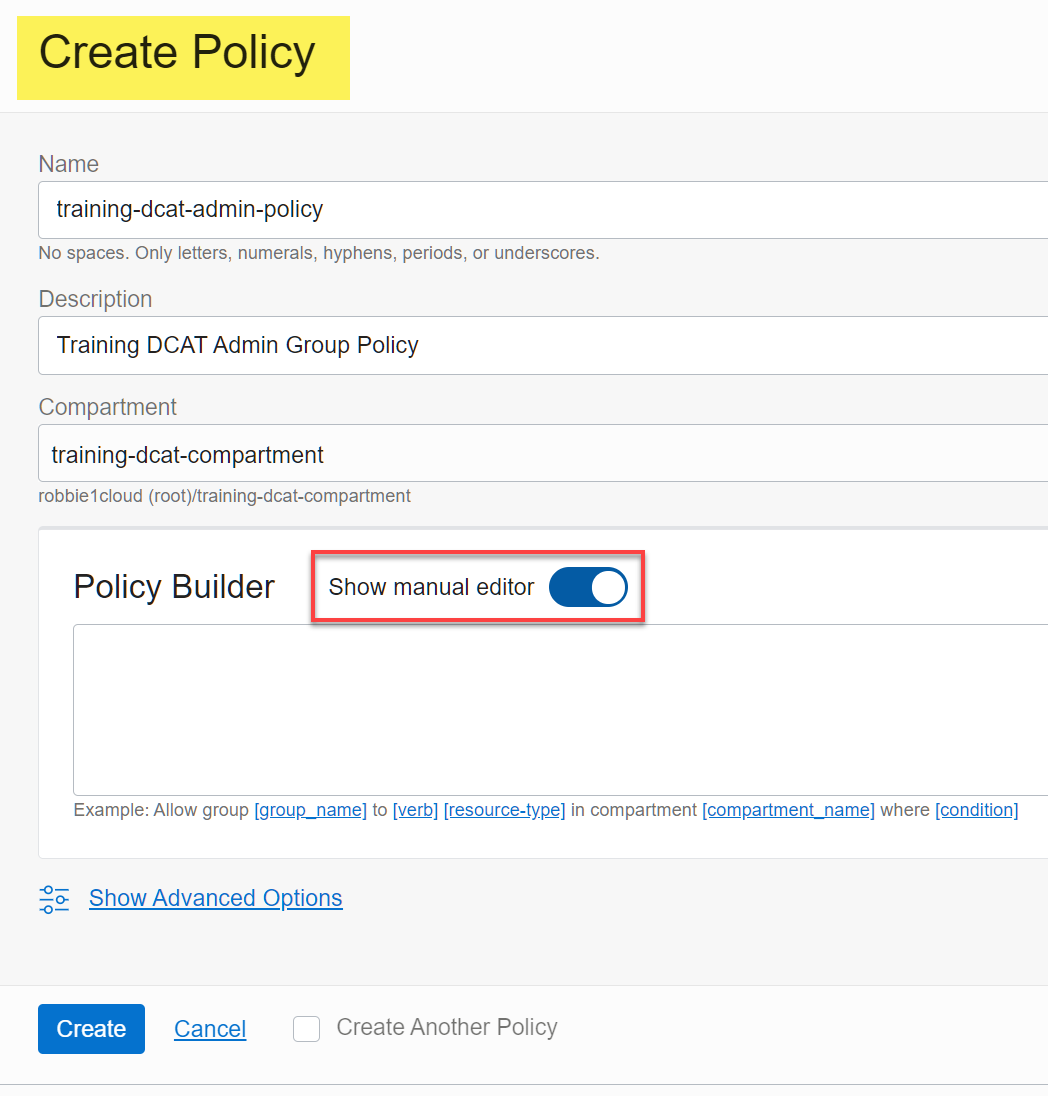 Create Policy
Name
training-dcat-admin-policy
No spaces. Only letters, numerals, hyphens, periods, or underscores.
Description
Training DCAT Admin Group Policy
Compartment
training-dcat-compartment
robbie1cloud (root)/training-dcat-compartment
Policy Builder Show manual editor
Example: Allow group [group_name] to [verb] [resource-type] in compartment [compartment_name] where [condition]
Show Advanced Options
Create Cancel Create Another Policy